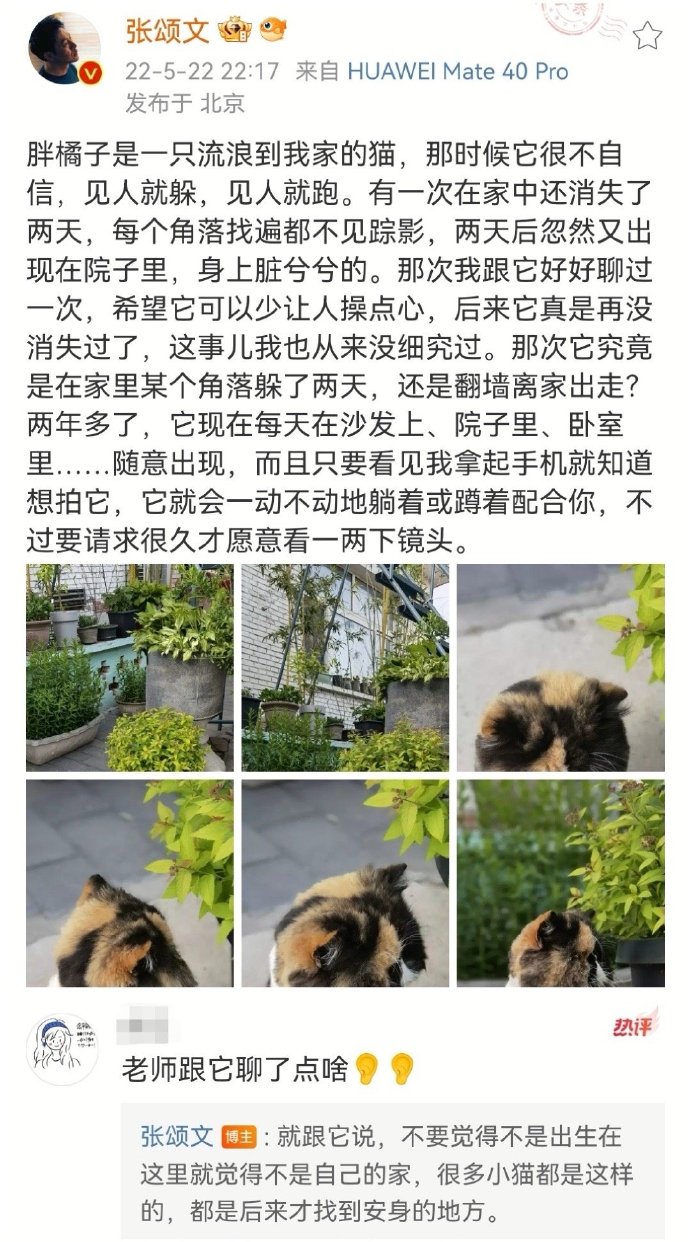 张颂文
22-5-22 22:17 来自 HUAWEI Mate 40 Pro
发布于 北京
胖橘子是一只流浪到我家的猫，那时候它很不自
信，见人就躲，见人就跑。有一次在家中还消失了
两天，每个角落找遍都不见踪影，两天后忽然又出
现在院子里，身上脏兮兮的。那次我跟它好好聊过
一次，希望它可以少让人操点心，后来它真是再没
消失过了，这事儿我也从来没细究过。那次它究竟
是在家里某个角落躲了两天，还是翻墙离家出走？
两年多了，它现在每天在沙发上、院子里、卧室
里……随意出现，而且只要看见我拿起手机就知道
想拍它，它就会一动不动地躺着或蹲着配合你，不
过要请求很久才愿意看一两下镜头。
热评
老师跟它聊了点啥👂👂
张颂文 博主：就跟它说，不要觉得不是出生在
这里就觉得不是自己的家，很多小猫都是这样
的，都是后来才找到安身的地方。